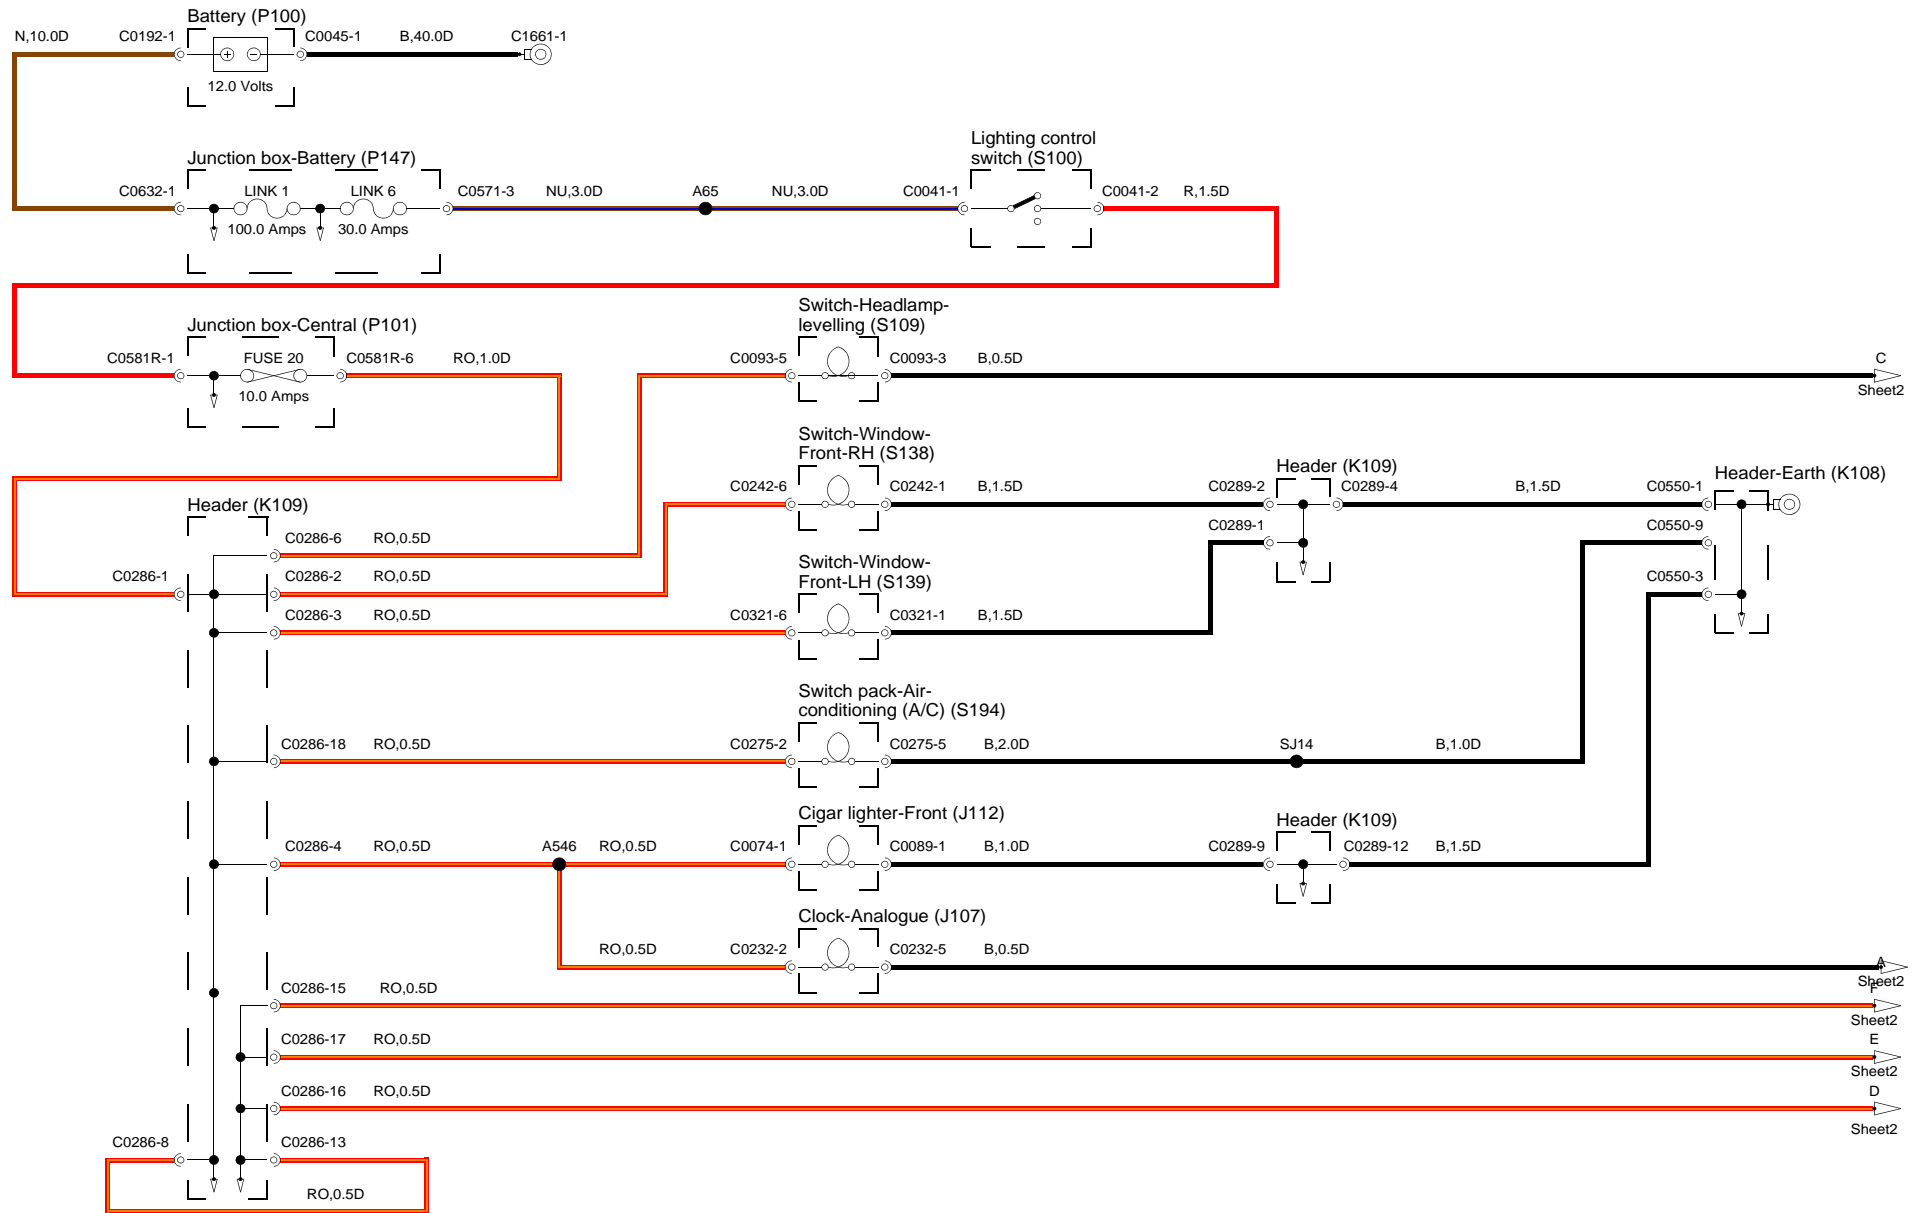 Battery (P100)
N,10.0D
C0192-1
C0045-1
B,40.0D
C1661-1
12.0 Volts
Lighting control
switch (S100)
Junction box-Battery (P147)
C0632-1
LINK 1
LINK 6
C0571-3
NU,3.0D
A65
NU,3.0D
C0041-1
C0041-2
R,1.5D
100.0 Amps
30.0 Amps
Switch-Headlamp-
levelling (S109)
Junction box-Central (P101)
C0581R-1
FUSE 20
C0581R-6
RO,1.0D
C0093-5
C0093-3
B,0.5D
C
Sheet2
10.0 Amps
Switch-Window-
Front-RH (S138)
Header (K109)
Header-Earth (K108)
C0242-6
C0242-1
B,1.5D
C0289-2
C0289-4
B,1.5D
C0550-1
Header (K109)
C0289-1
C0550-9
C0286-6
RO,0.5D
Switch-Window-
Front-LH (S139)
C0286-1
C0286-2
RO,0.5D
C0550-3
C0286-3
RO,0.5D
C0321-6
C0321-1
B,1.5D
Switch pack-Air-
conditioning (A/C) (S194)
C0286-18
RO,0.5D
C0275-2
C0275-5
B,2.0D
SJ14
B,1.0D
Cigar lighter-Front (J112)
Header (K109)
C0286-4
RO,0.5D
A546
RO,0.5D
C0074-1
C0089-1
B,1.0D
C0289-9
C0289-12
B,1.5D
Clock-Analogue (J107)
RO,0.5D
C0232-2
C0232-5
B,0.5D
A
Sheet2
C0286-15
RO,0.5D
F
Sheet2
C0286-17
RO,0.5D
E
Sheet2
C0286-16
RO,0.5D
D
Sheet2
C0286-8
C0286-13
RO,0.5D